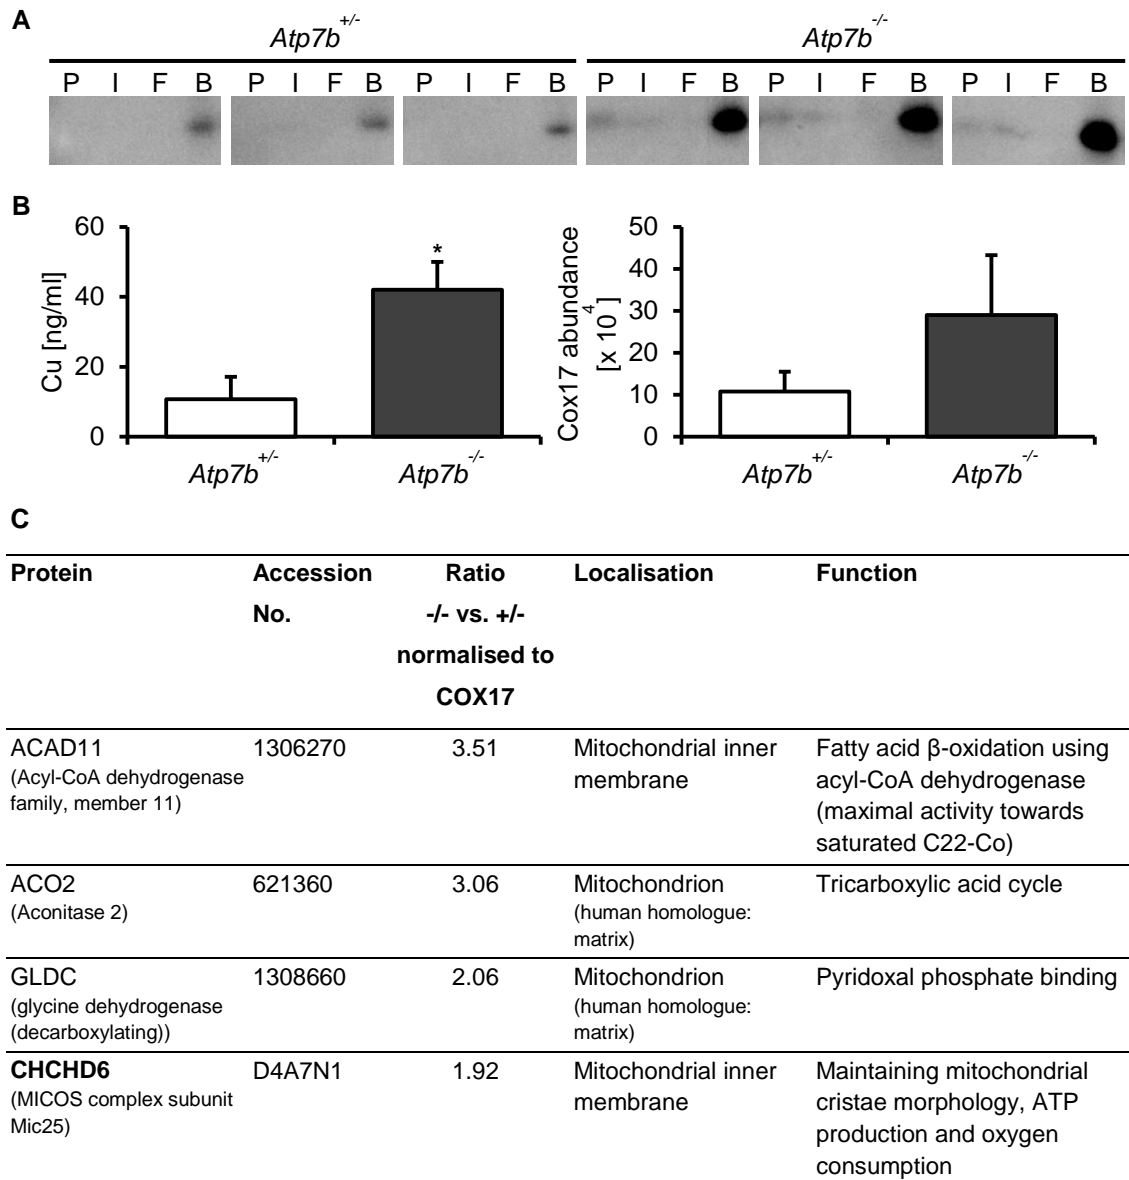 A
Atp7b+/-
Atp7b-/-
P I F B P I F B P I F B P I F B P I F B P I F B
B
Cu [ng/ml]
60
40
20
0
*
Atp7b+/-
Atp7b-/-
Cox17 abundance
[x 104]
50
40
30
20
10
0
Atp7b+/-
Atp7b-/-
C
Protein Accession Ratio Localisation Function
No. -/- vs. +/-
normalised to
COX17
ACAD11 1306270 3.51 Mitochondrial inner Fatty acid β-oxidation using
(Acyl-CoA dehydrogenase membrane acyl-CoA dehydrogenase
family, member 11) (maximal activity towards
saturated C22-Co)
ACO2 621360 3.06 Mitochondrion Tricarboxylic acid cycle
(Aconitase 2) (human homologue:
matrix)
GLDC 1308660 2.06 Mitochondrion Pyridoxal phosphate binding
(glycine dehydrogenase (human homologue:
(decarboxylating)) matrix)
CHCHD6 D4A7N1 1.92 Mitochondrial inner Maintaining mitochondrial
(MICOS complex subunit membrane cristae morphology, ATP
Mic25) production and oxygen
consumption